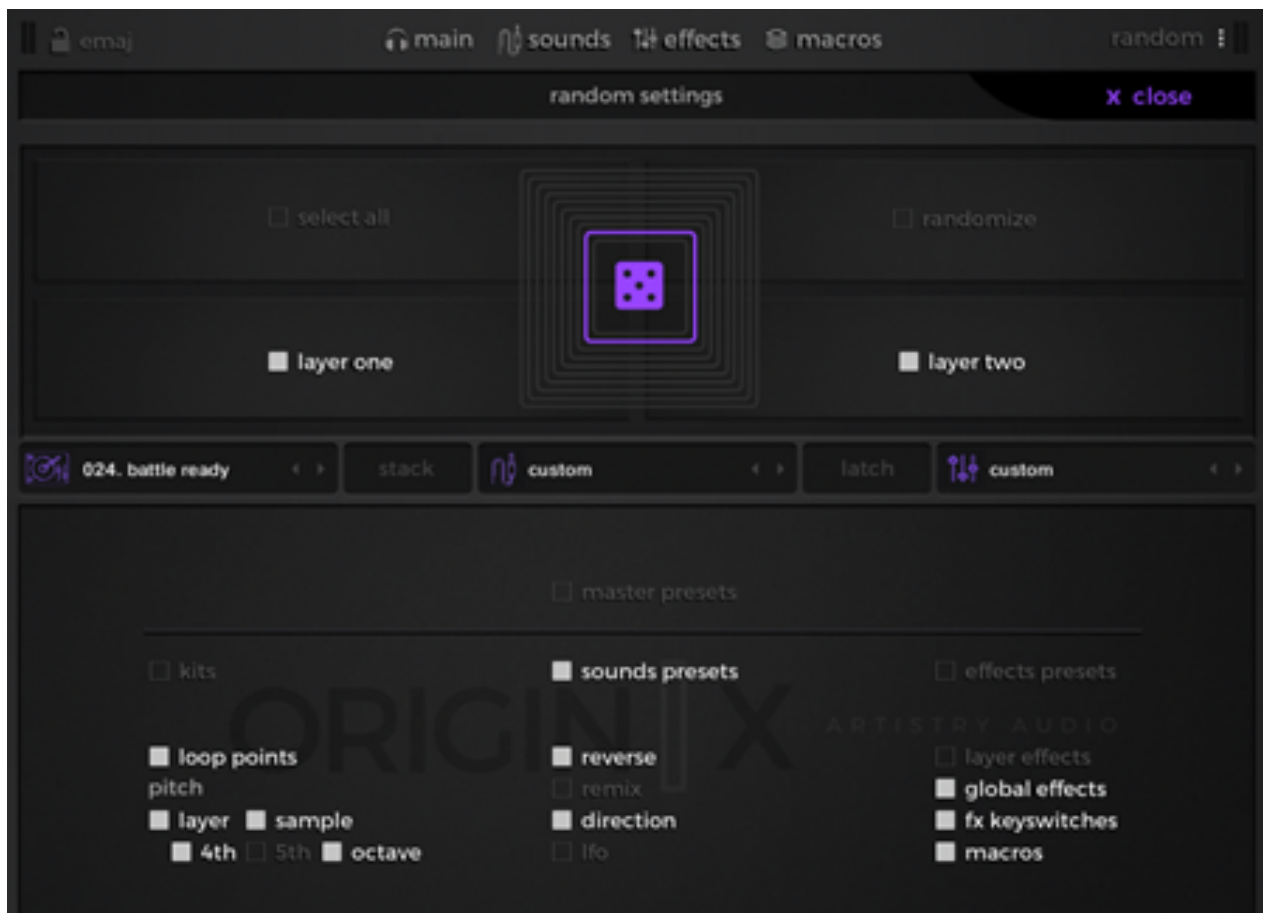 emaj main sounds effects macros random
random settings x close
select all randomize
layer one layer two
024. battle ready stack custom latch custom
master presets
kits sounds presets effects presets
ORIGIN X ARTISTRY AUDIO
loop points reverse layer effects
pitch remix global effects
layer sample direction fx keyswitches
4th 5th octave lfo macros